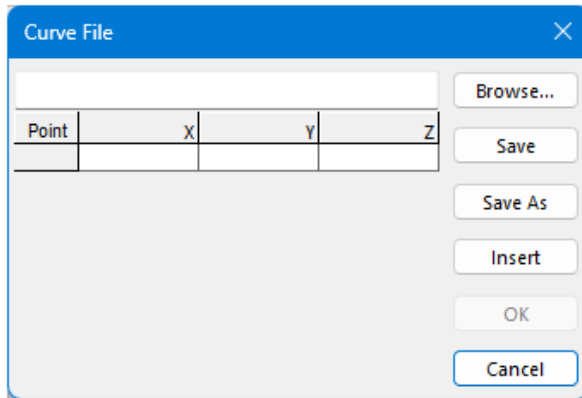 Curve File
Browse...
Point X Y Z
Save
Save As
Insert
OK
Cancel